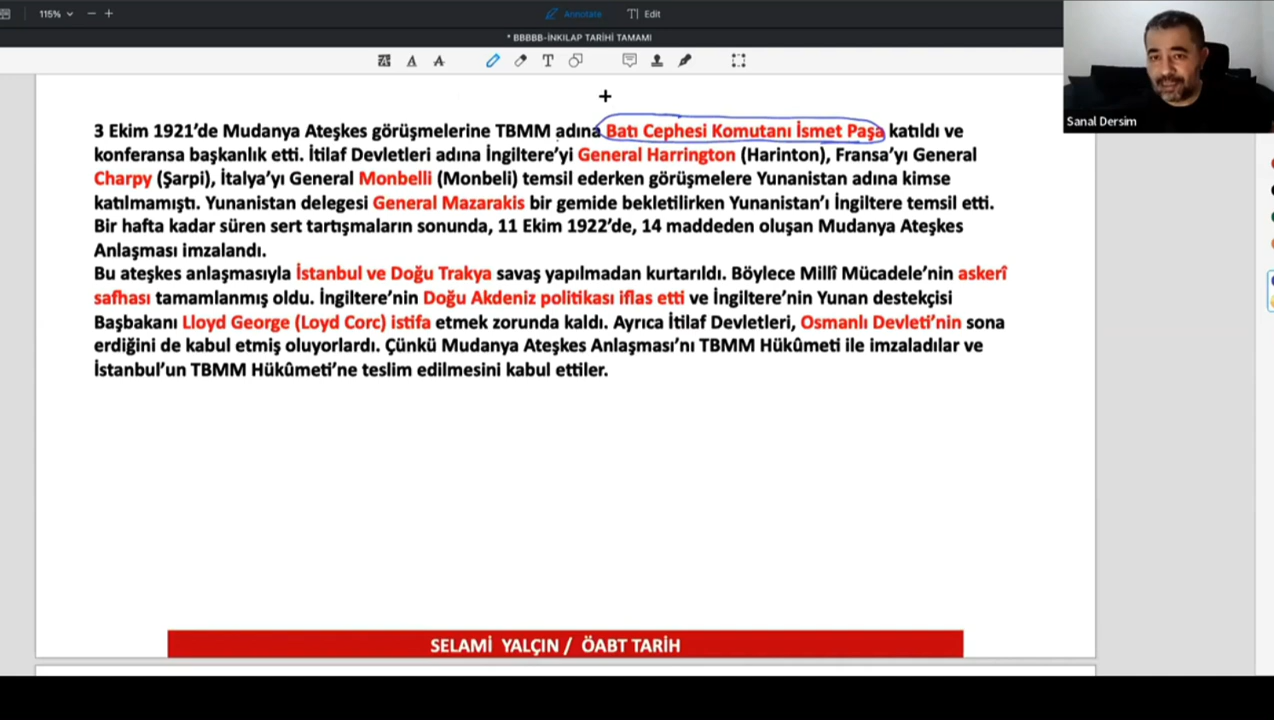 115%
Annotate
Edit
* BBBBB-İNKILAP TARİHİ TAMAMI
Sanal Dersim
3 Ekim 1921’de Mudanya Ateşkes görüşmelerine TBMM adına Batı Cephesi Komutanı İsmet Paşa katıldı ve
konferansa başkanlık etti. İtilaf Devletleri adına İngiltere’yi General Harrington (Harinton), Fransa’yı General
Charpy (Şarpi), İtalya’yı General Monbelli (Monbeli) temsil ederken görüşmelere Yunanistan adına kimse
katılmamıştı. Yunanistan delegesi General Mazarakis bir gemide bekletilirken Yunanistan’ı İngiltere temsil etti.
Bir hafta kadar süren sert tartışmaların sonunda, 11 Ekim 1922’de, 14 maddeden oluşan Mudanya Ateşkes
Anlaşması imzalandı.
Bu ateşkes anlaşmasıyla İstanbul ve Doğu Trakya savaş yapılmadan kurtarıldı. Böylece Millî Mücadele’nin askerî
safhası tamamlanmış oldu. İngiltere’nin Doğu Akdeniz politikası iflas etti ve İngiltere’nin Yunan destekçisi
Başbakanı Lloyd George (Loyd Corc) istifa etmek zorunda kaldı. Ayrıca İtilaf Devletleri, Osmanlı Devleti’nin sona
erdiğini de kabul etmiş oluyorlardı. Çünkü Mudanya Ateşkes Anlaşması’nı TBMM Hükûmeti ile imzaladılar ve
İstanbul’un TBMM Hükûmeti’ne teslim edilmesini kabul ettiler.
SELAMİ YALÇIN / ÖABT TARİH